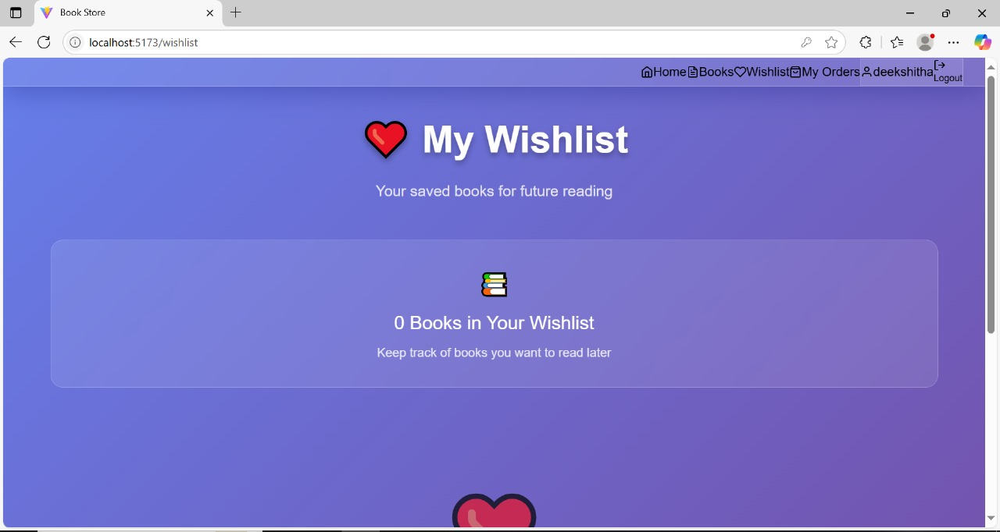 Book Store
localhost:5173/wishlist
Home Books Wishlist My Orders deekshitha Logout
My Wishlist
Your saved books for future reading
0 Books in Your Wishlist
Keep track of books you want to read later